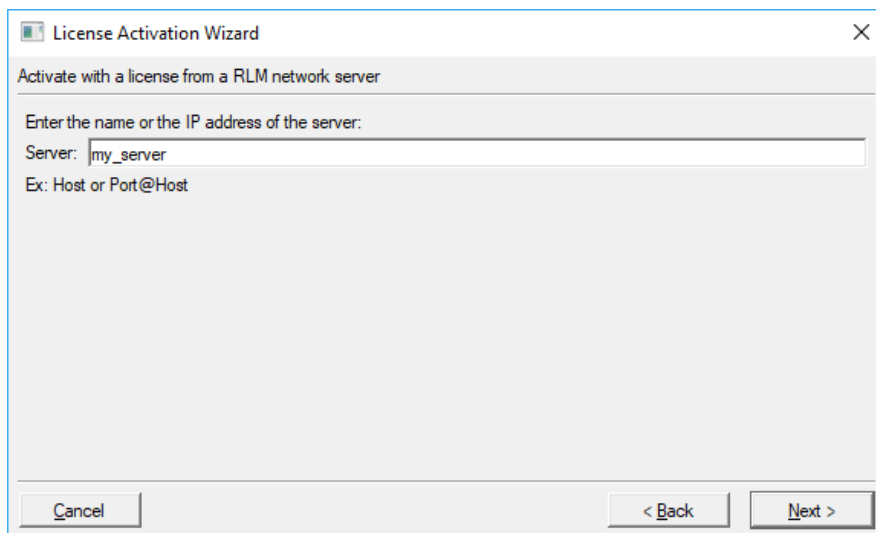 License Activation Wizard
Activate with a license from a RLM network server
Enter the name or the IP address of the server:
Server: my_server
Ex: Host or Port@Host
Cancel < Back Next >